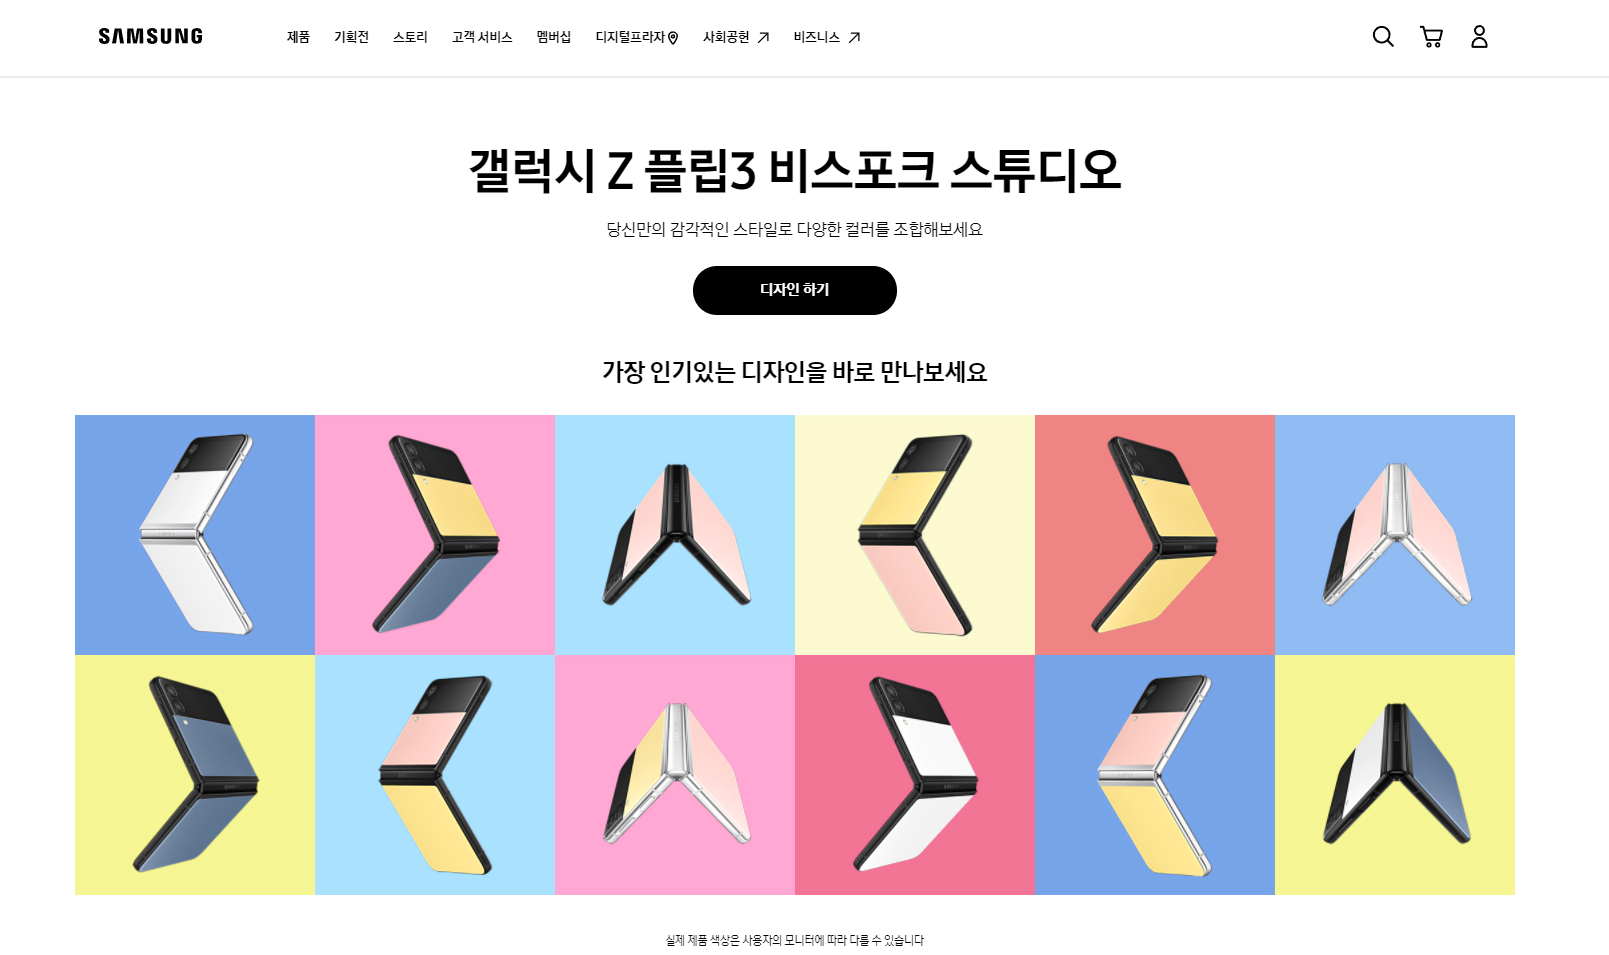 SAMSUNG 제품 기획전 스토리 고객 서비스 멤버십 디지털프라자 사회공헌 비즈니스
갤럭시 Z 플립3 비스포크 스튜디오
당신만의 감각적인 스타일로 다양한 컬러를 조합해보세요
디자인 하기
가장 인기있는 디자인을 바로 만나보세요
실제 제품 색상은 사용자의 모니터에 따라 다를 수 있습니다